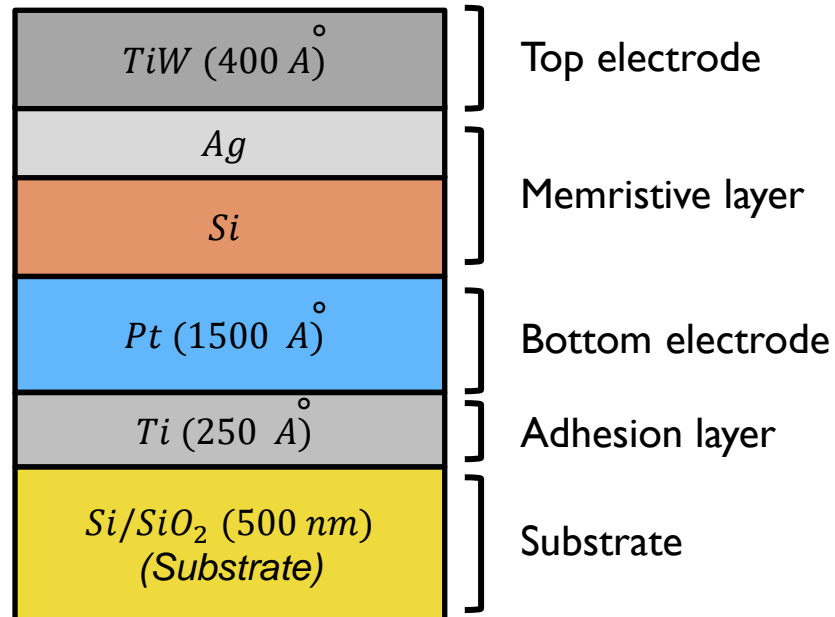 TiW (400 Å)
Top electrode
Ag
Memristive layer
Si
Pt (1500 Å)
Bottom electrode
Ti (250 Å)
Adhesion layer
Si/SiO₂ (500 nm)
(Substrate)
Substrate